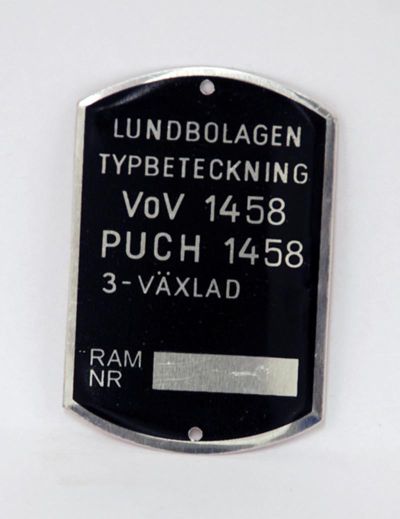 LUNDBOLAGEN
TYPBETECKNING
VoV 1458
PUCH 1458
3-VÄXLAD
RAM
NR